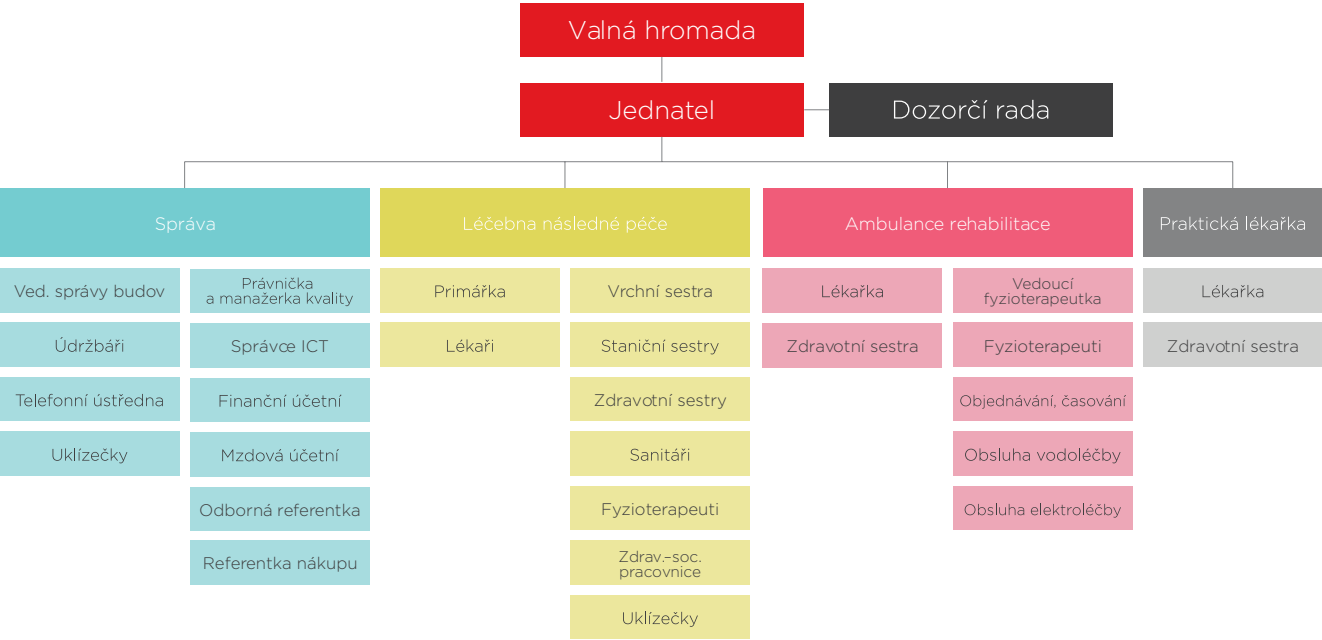 Valná hromada
Jednatel
Dozorčí rada
Správa
Léčebna následné péče
Ambulance rehabilitace
Praktická lékařka
Ved. správy budov
Údržbáři
Telefonní ústředna
Uklízečky
Právnička
a manažerka kvality
Správce ICT
Finanční účetní
Mzdová účetní
Odborná referentka
Referentka nákupu
Primářka
Lékaři
Vrchní sestra
Staniční sestry
Zdravotní sestry
Sanitáři
Fyzioterapeuti
Zdrav.–soc.
pracovnice
Uklízečky
Lékařka
Zdravotní sestra
Vedoucí
fyzioterapeutka
Fyzioterapeuti
Objednávání, časování
Obsluha vodoléčby
Obsluha elektroléčby
Lékařka
Zdravotní sestra